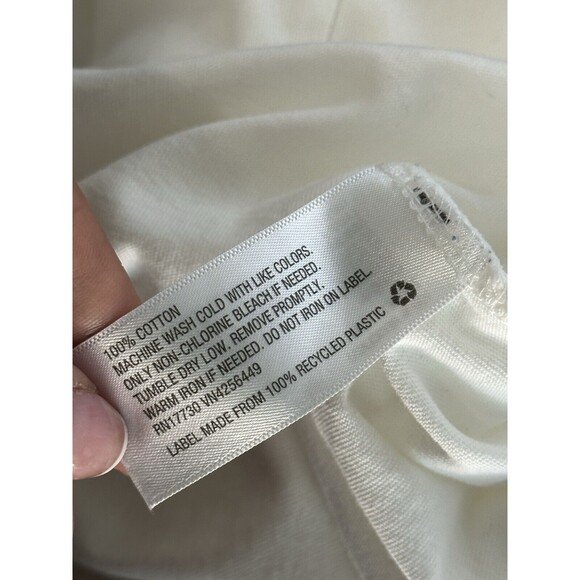 100% COTTON
MACHINE WASH COLD WITH LIKE COLORS.
ONLY NON-CHLORINE BLEACH IF NEEDED.
TUMBLE DRY LOW. REMOVE PROMPTLY.
WARM IRON IF NEEDED. DO NOT IRON ON LABEL.
RN17730 VN4256449
LABEL MADE FROM 100% RECYCLED PLASTIC